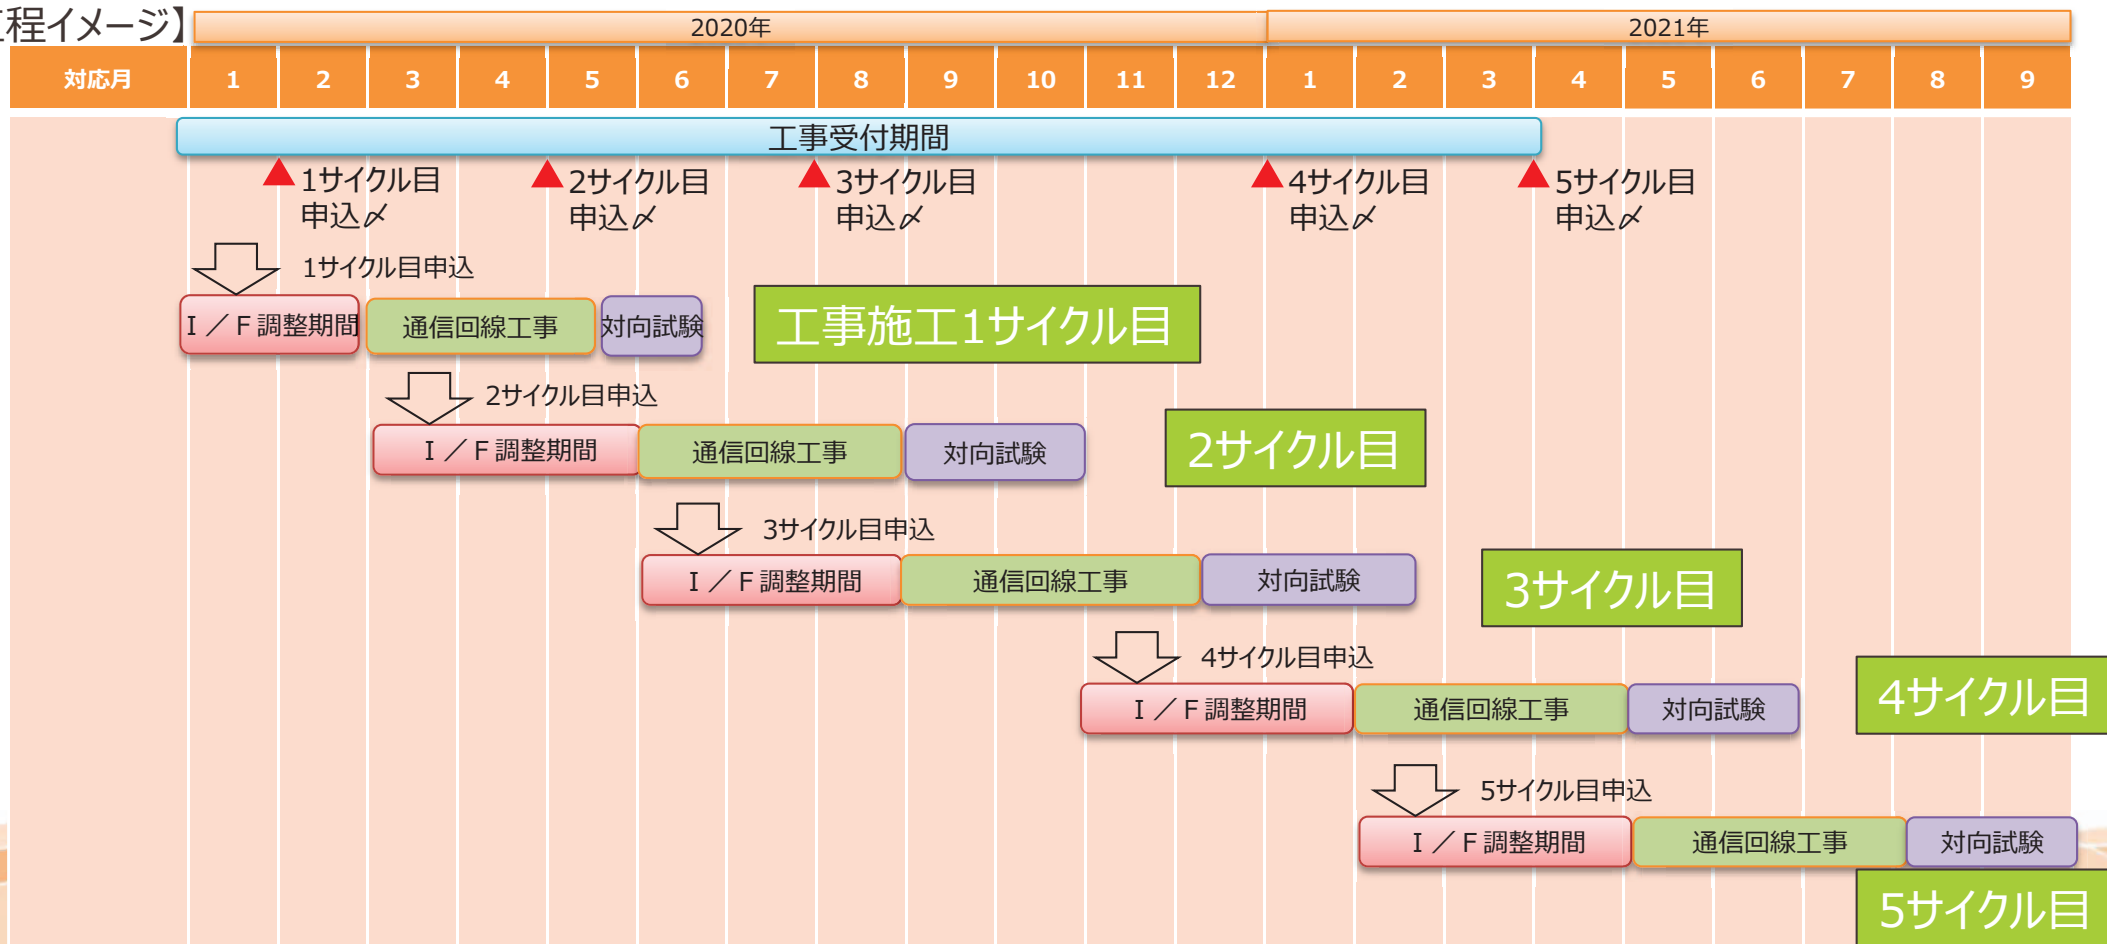 程イメージ】
2020年
2021年
対応月 1 2 3 4 5 6 7 8 9 10 11 12 1 2 3 4 5 6 7 8 9
工事受付期間
1サイクル目
申込〆
2サイクル目
申込〆
3サイクル目
申込〆
4サイクル目
申込〆
5サイクル目
申込〆
1サイクル目申込
I/F調整期間
通信回線工事
対向試験
工事施工1サイクル目
2サイクル目申込
I/F調整期間
通信回線工事
対向試験
2サイクル目
3サイクル目申込
I/F調整期間
通信回線工事
対向試験
3サイクル目
4サイクル目申込
I/F調整期間
通信回線工事
対向試験
4サイクル目
5サイクル目申込
I/F調整期間
通信回線工事
対向試験
5サイクル目